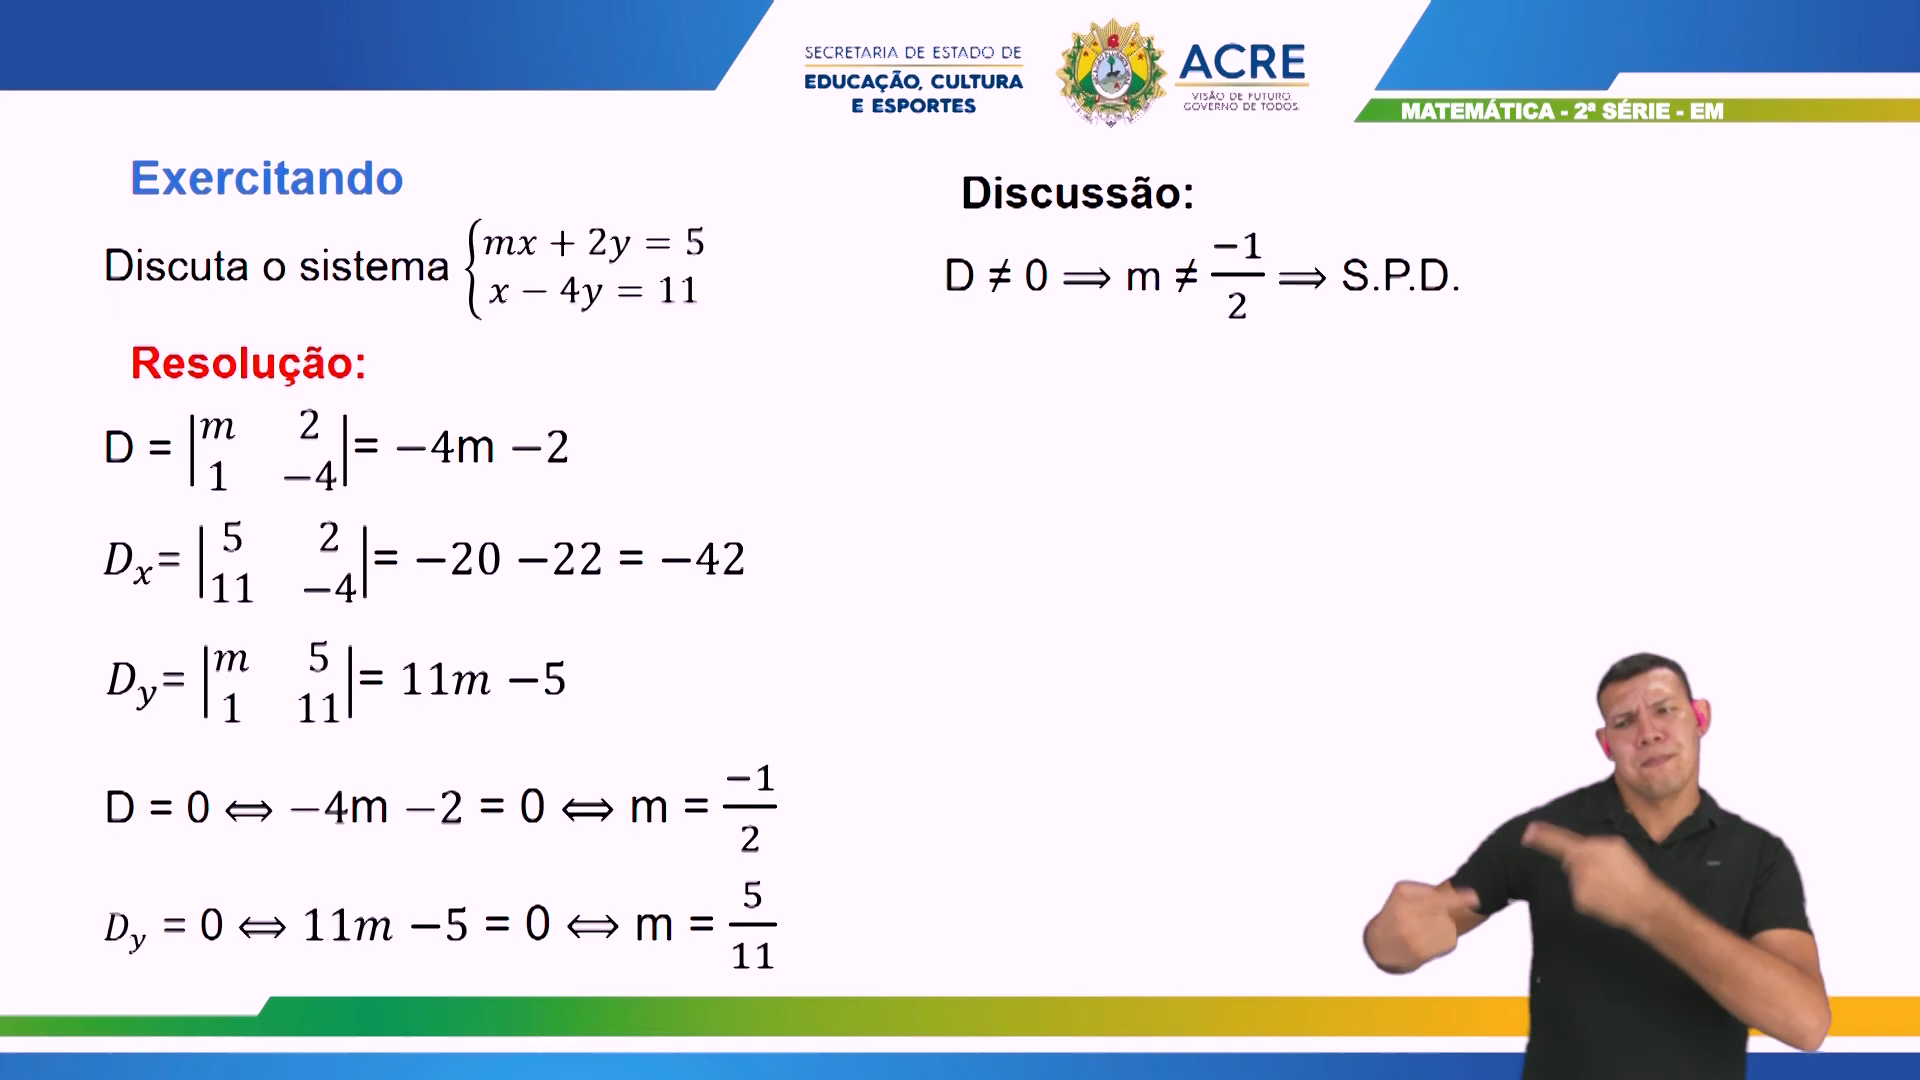 SECRETARIA DE ESTADO DE
EDUCAÇÃO, CULTURA
E ESPORTES
ACRE
VISÃO DE FUTURO.
GOVERNO DE TODOS.
MATEMÁTICA - 2ª SÉRIE - EM
Exercitando
Discuta o sistema { mx + 2y = 5
x − 4y = 11
Resolução:
D = |m 2
1 −4| = −4m −2
Dₓ= |5 2
11 −4| = −20 −22 = −42
D_y= |m 5
1 11| = 11m −5
D = 0 ⟺ −4m −2 = 0 ⟺ m = −1/2
D_y = 0 ⟺ 11m −5 = 0 ⟺ m = 5/11
Discussão:
D ≠ 0 ⟹ m ≠ −1/2 ⟹ S.P.D.